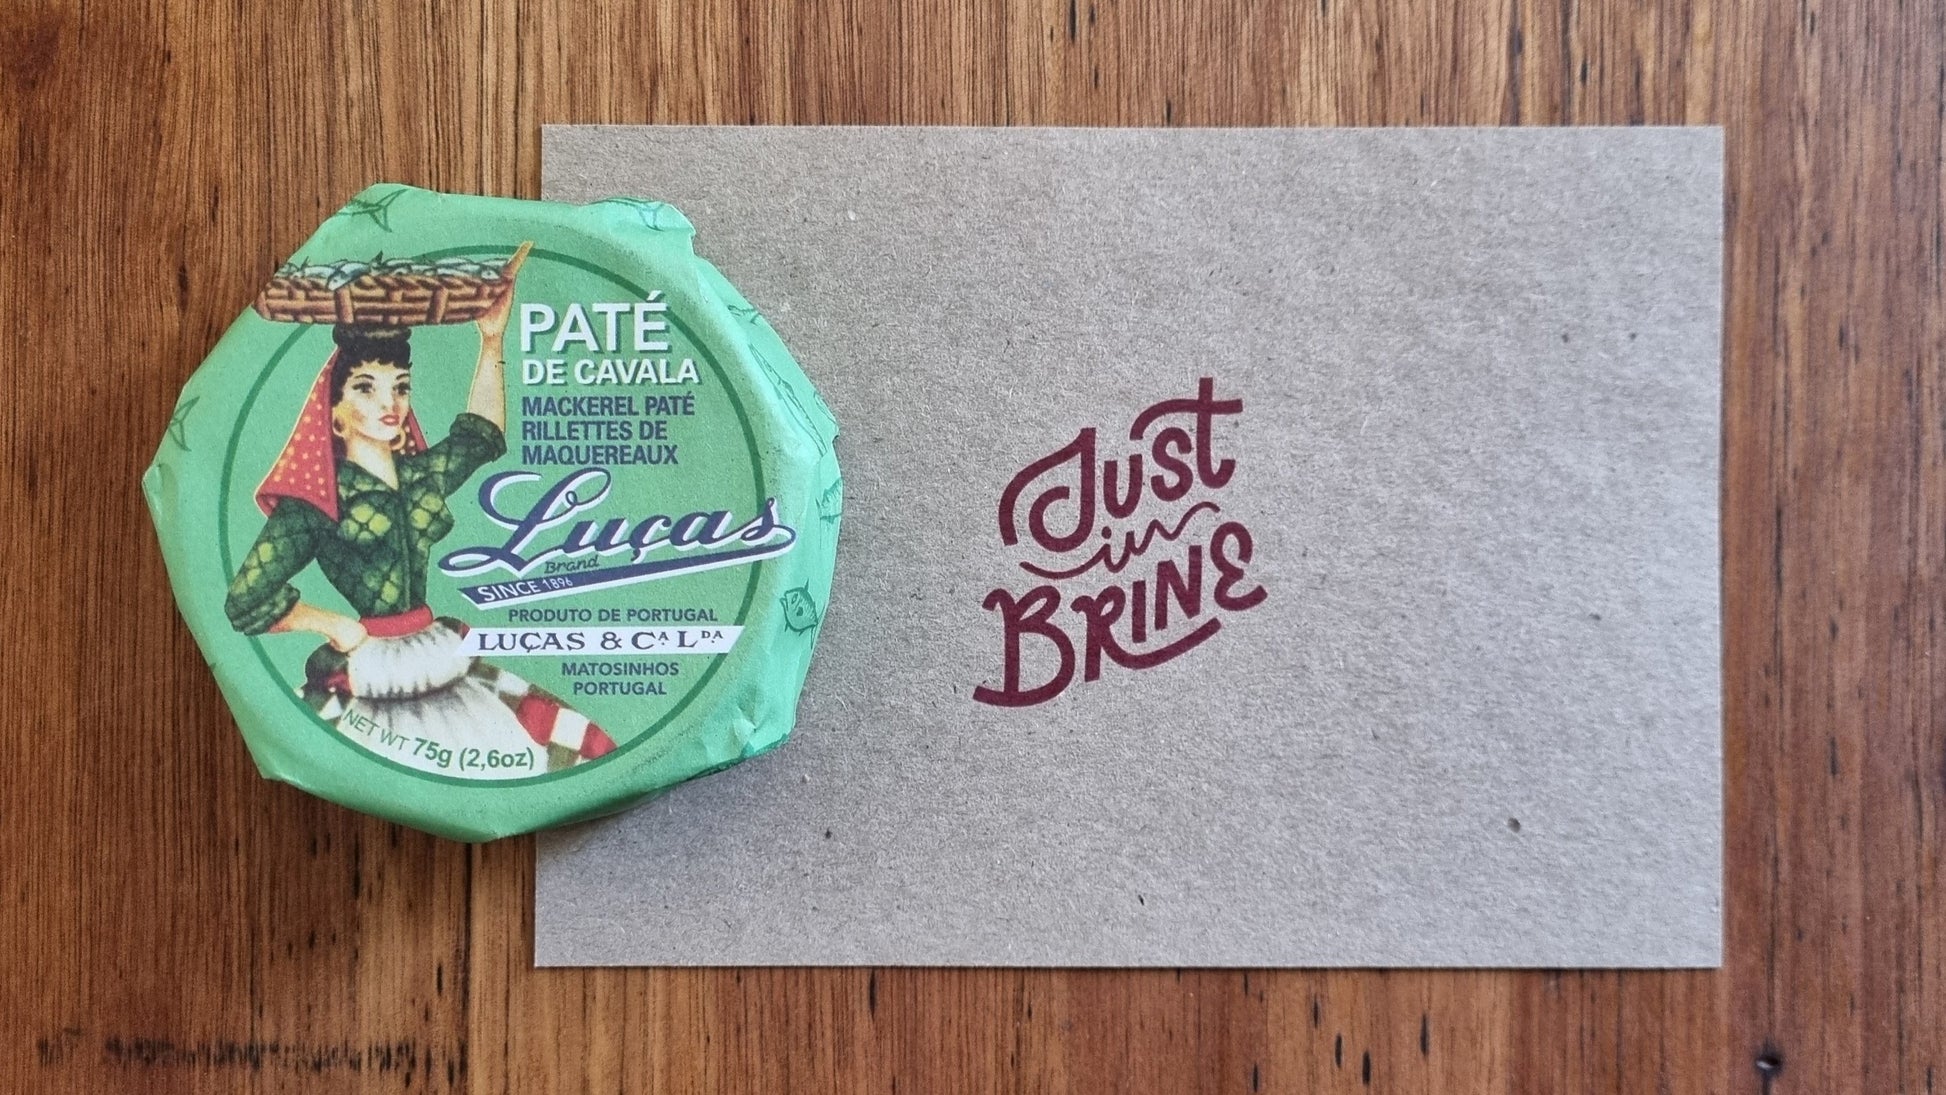 PATÉ
DE CAVALA
MACKEREL PATÉ
RILLETTES DE
MAQUEREAUX
Luças
Brand
SINCE 1896
PRODUTO DE PORTUGAL
LUÇAS & Cᴬ. Lᴰᴬ.
MATOSINHOS
PORTUGAL
NET WT 75g (2,6oz)
Just
in
BRINE